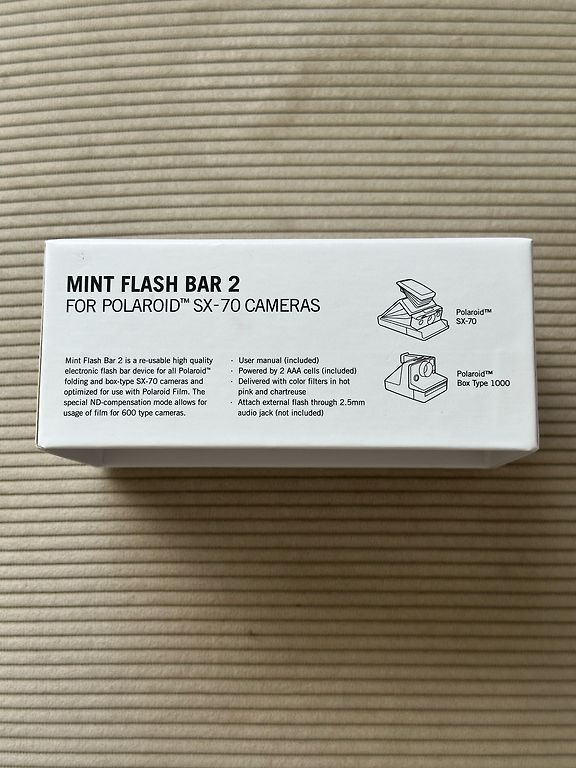 MINT FLASH BAR 2
FOR POLAROID™ SX-70 CAMERAS
Mint Flash Bar 2 is a re-usable high quality
electronic flash bar device for all Polaroid™
folding and box-type SX-70 cameras and
optimized for use with Polaroid Film. The
special ND-compensation mode allows for
usage of film for 600 type cameras.
· User manual (included)
· Powered by 2 AAA cells (included)
· Delivered with color filters in hot
pink and chartreuse
· Attach external flash through 2.5mm
audio jack (not included)
Polaroid™
SX-70
Polaroid™
Box Type 1000